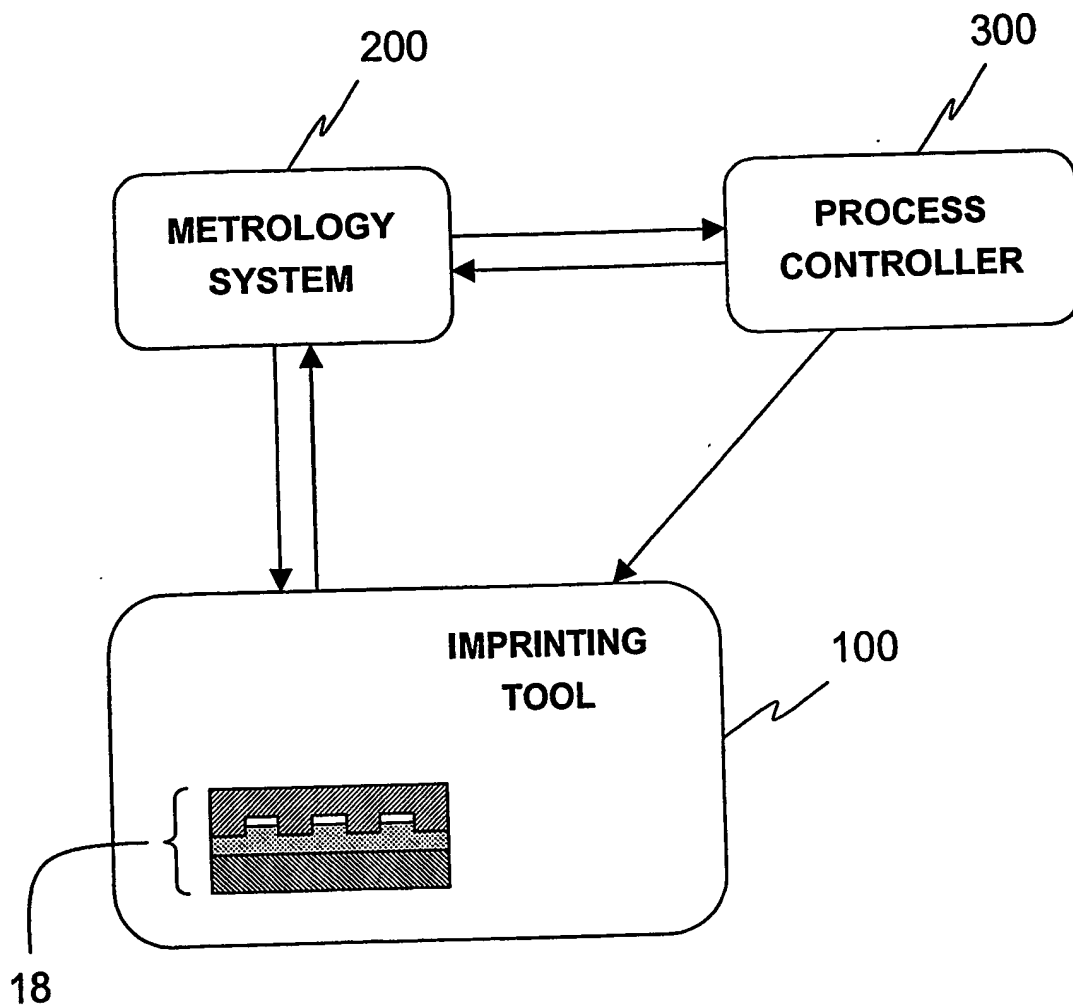 200
300
METROLOGY
SYSTEM
PROCESS
CONTROLLER
IMPRINTING
TOOL
100
18